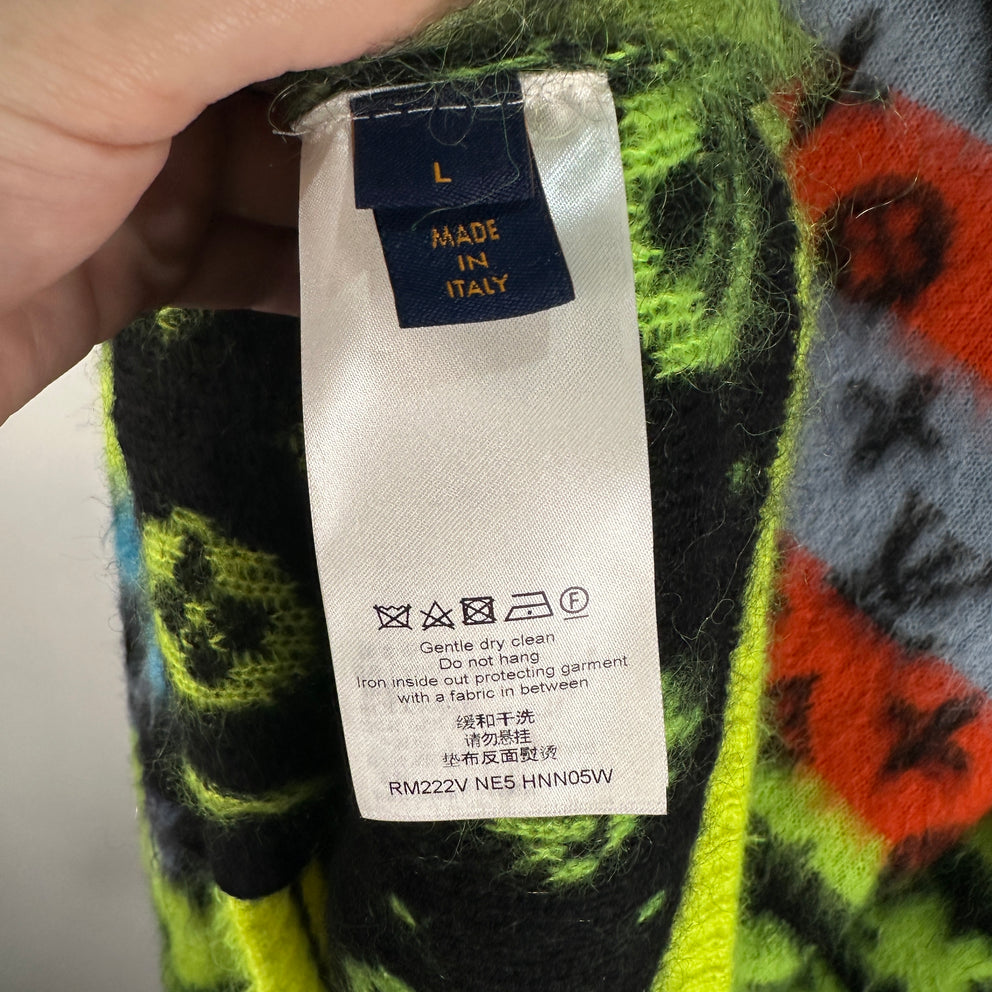 L
MADE
IN
ITALY
F
Gentle dry clean
Do not hang
Iron inside out protecting garment
with a fabric in between
缓和干洗
请勿悬挂
垫布反面熨烫
RM222V NE5 HNN05W